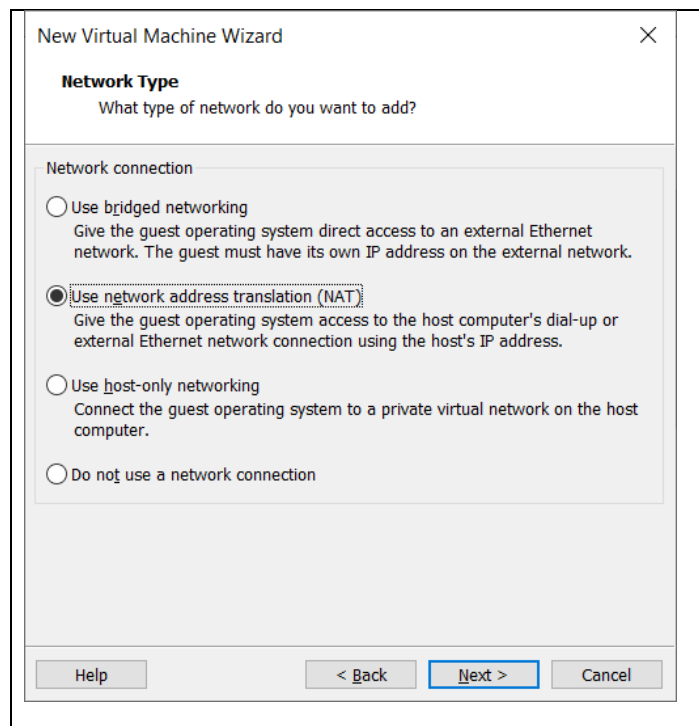 New Virtual Machine Wizard
Network Type
What type of network do you want to add?
Network connection
Use bridged networking
Give the guest operating system direct access to an external Ethernet
network. The guest must have its own IP address on the external network.
Use network address translation (NAT)
Give the guest operating system access to the host computer's dial-up or
external Ethernet network connection using the host's IP address.
Use host-only networking
Connect the guest operating system to a private virtual network on the host
computer.
Do not use a network connection
Help
< Back
Next >
Cancel